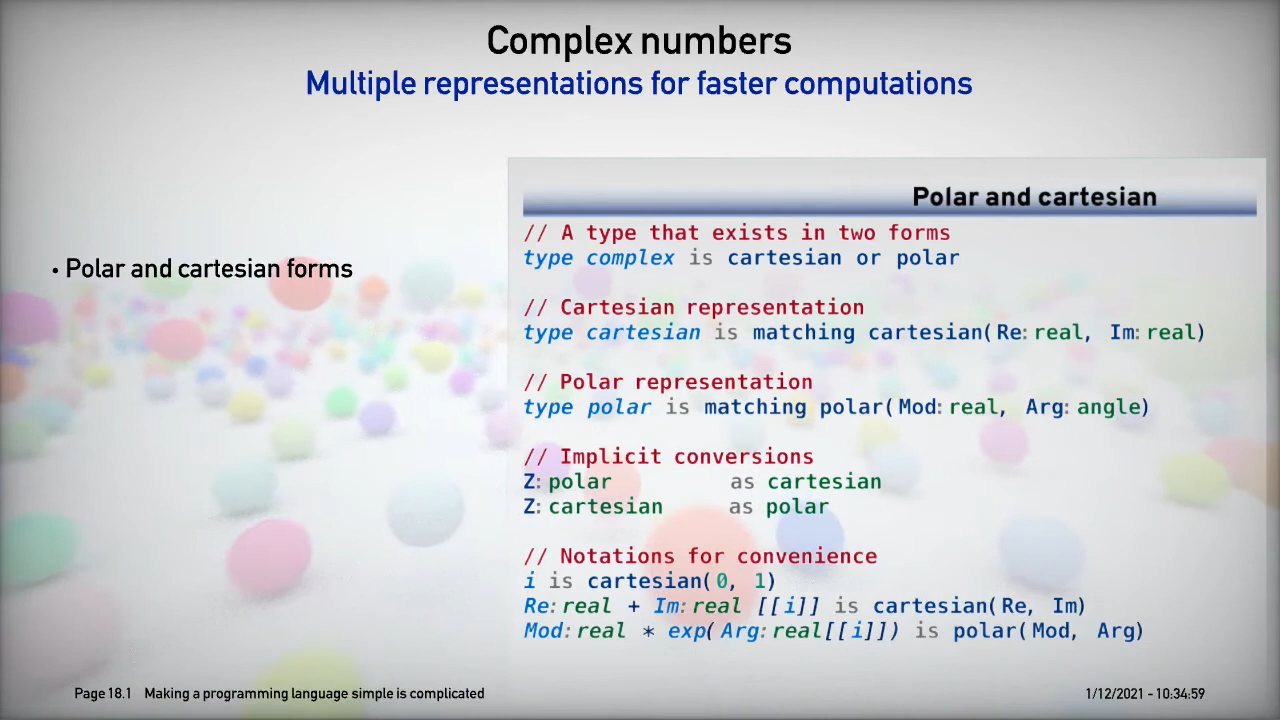 Complex numbers
Multiple representations for faster computations
• Polar and cartesian forms
Polar and cartesian
// A type that exists in two forms
type complex is cartesian or polar
// Cartesian representation
type cartesian is matching cartesian(Re:real, Im:real)
// Polar representation
type polar is matching polar(Mod:real, Arg:angle)
// Implicit conversions
Z:polar as cartesian
Z:cartesian as polar
// Notations for convenience
i is cartesian(0, 1)
Re:real + Im:real [[i]] is cartesian(Re, Im)
Mod:real * exp(Arg:real[[i]]) is polar(Mod, Arg)
Page 18.1 Making a programming language simple is complicated 1/12/2021 - 10:34:59